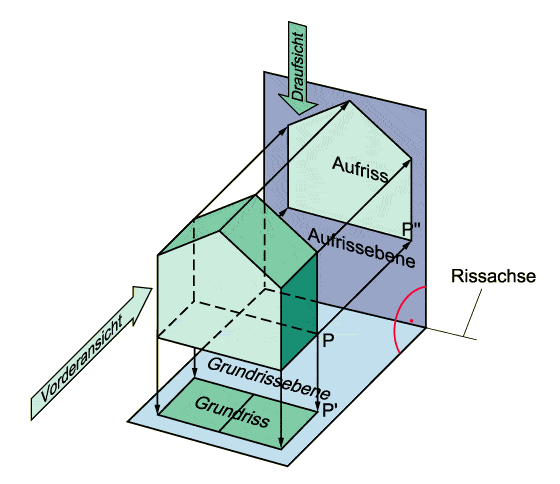 Draufsicht
Aufriss
P"
Aufrissebene
Rissachse
Vorderansicht
P
Grundrissebene
Grundriss
P'